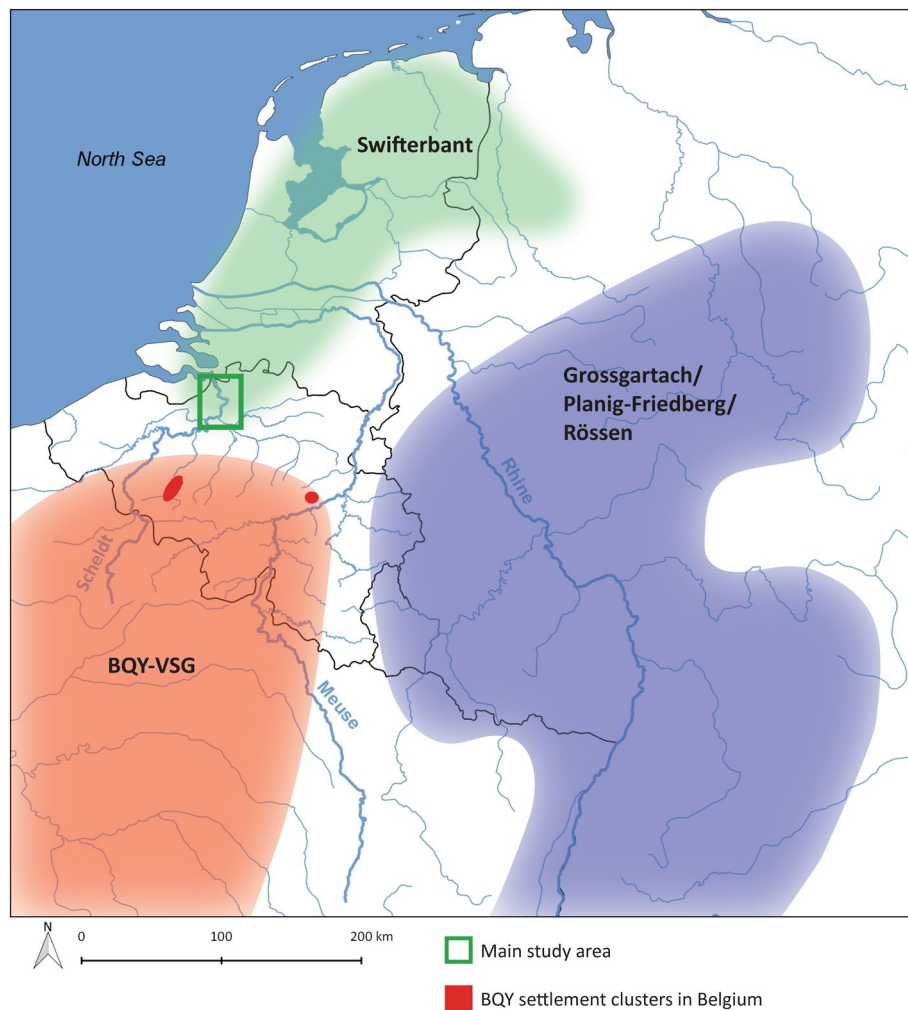 North Sea
Swifterbant
Grossgartach/
Planig-Friedberg/
Rössen
Rhine
Scheldt
BQY-VSG
Meuse
N
0 100 200 km
Main study area
BQY settlement clusters in Belgium